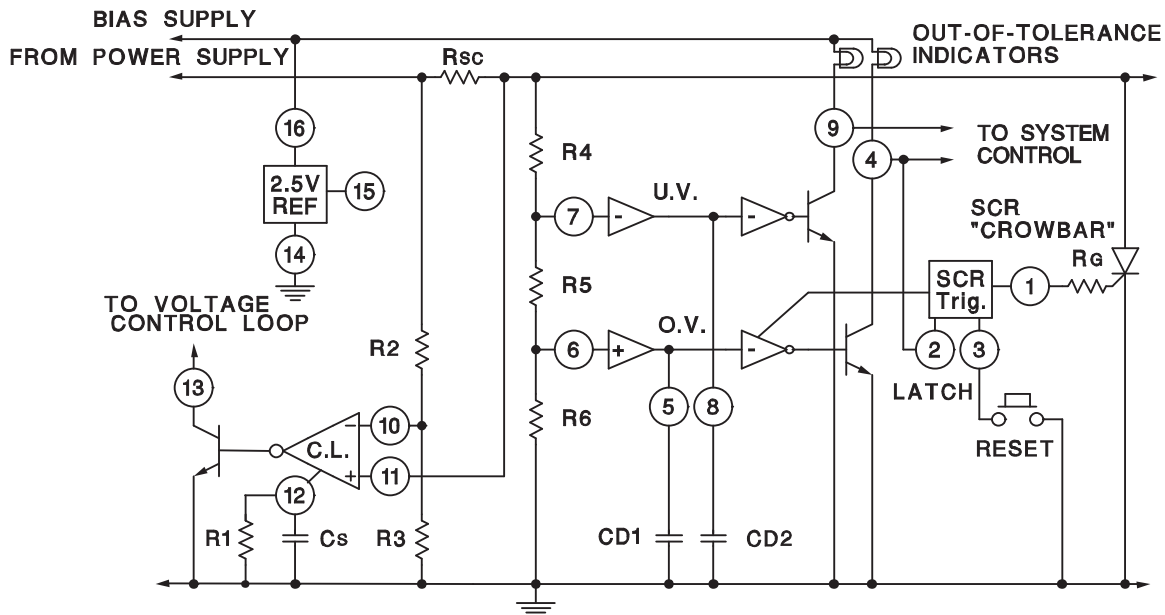 BIAS SUPPLY
OUT-OF-TOLERANCE
INDICATORS
FROM POWER SUPPLY
RSC
16
9
TO SYSTEM
CONTROL
4
R4
2.5V
REF
15
U.V.
7
-
-
SCR
"CROWBAR"
RG
14
R5
SCR
Trig.
1
TO VOLTAGE
CONTROL LOOP
O.V.
R2
6
+
-
2
3
13
LATCH
5
8
R6
10
-
C.L.
RESET
+
11
12
R1
CS
R3
CD1
CD2